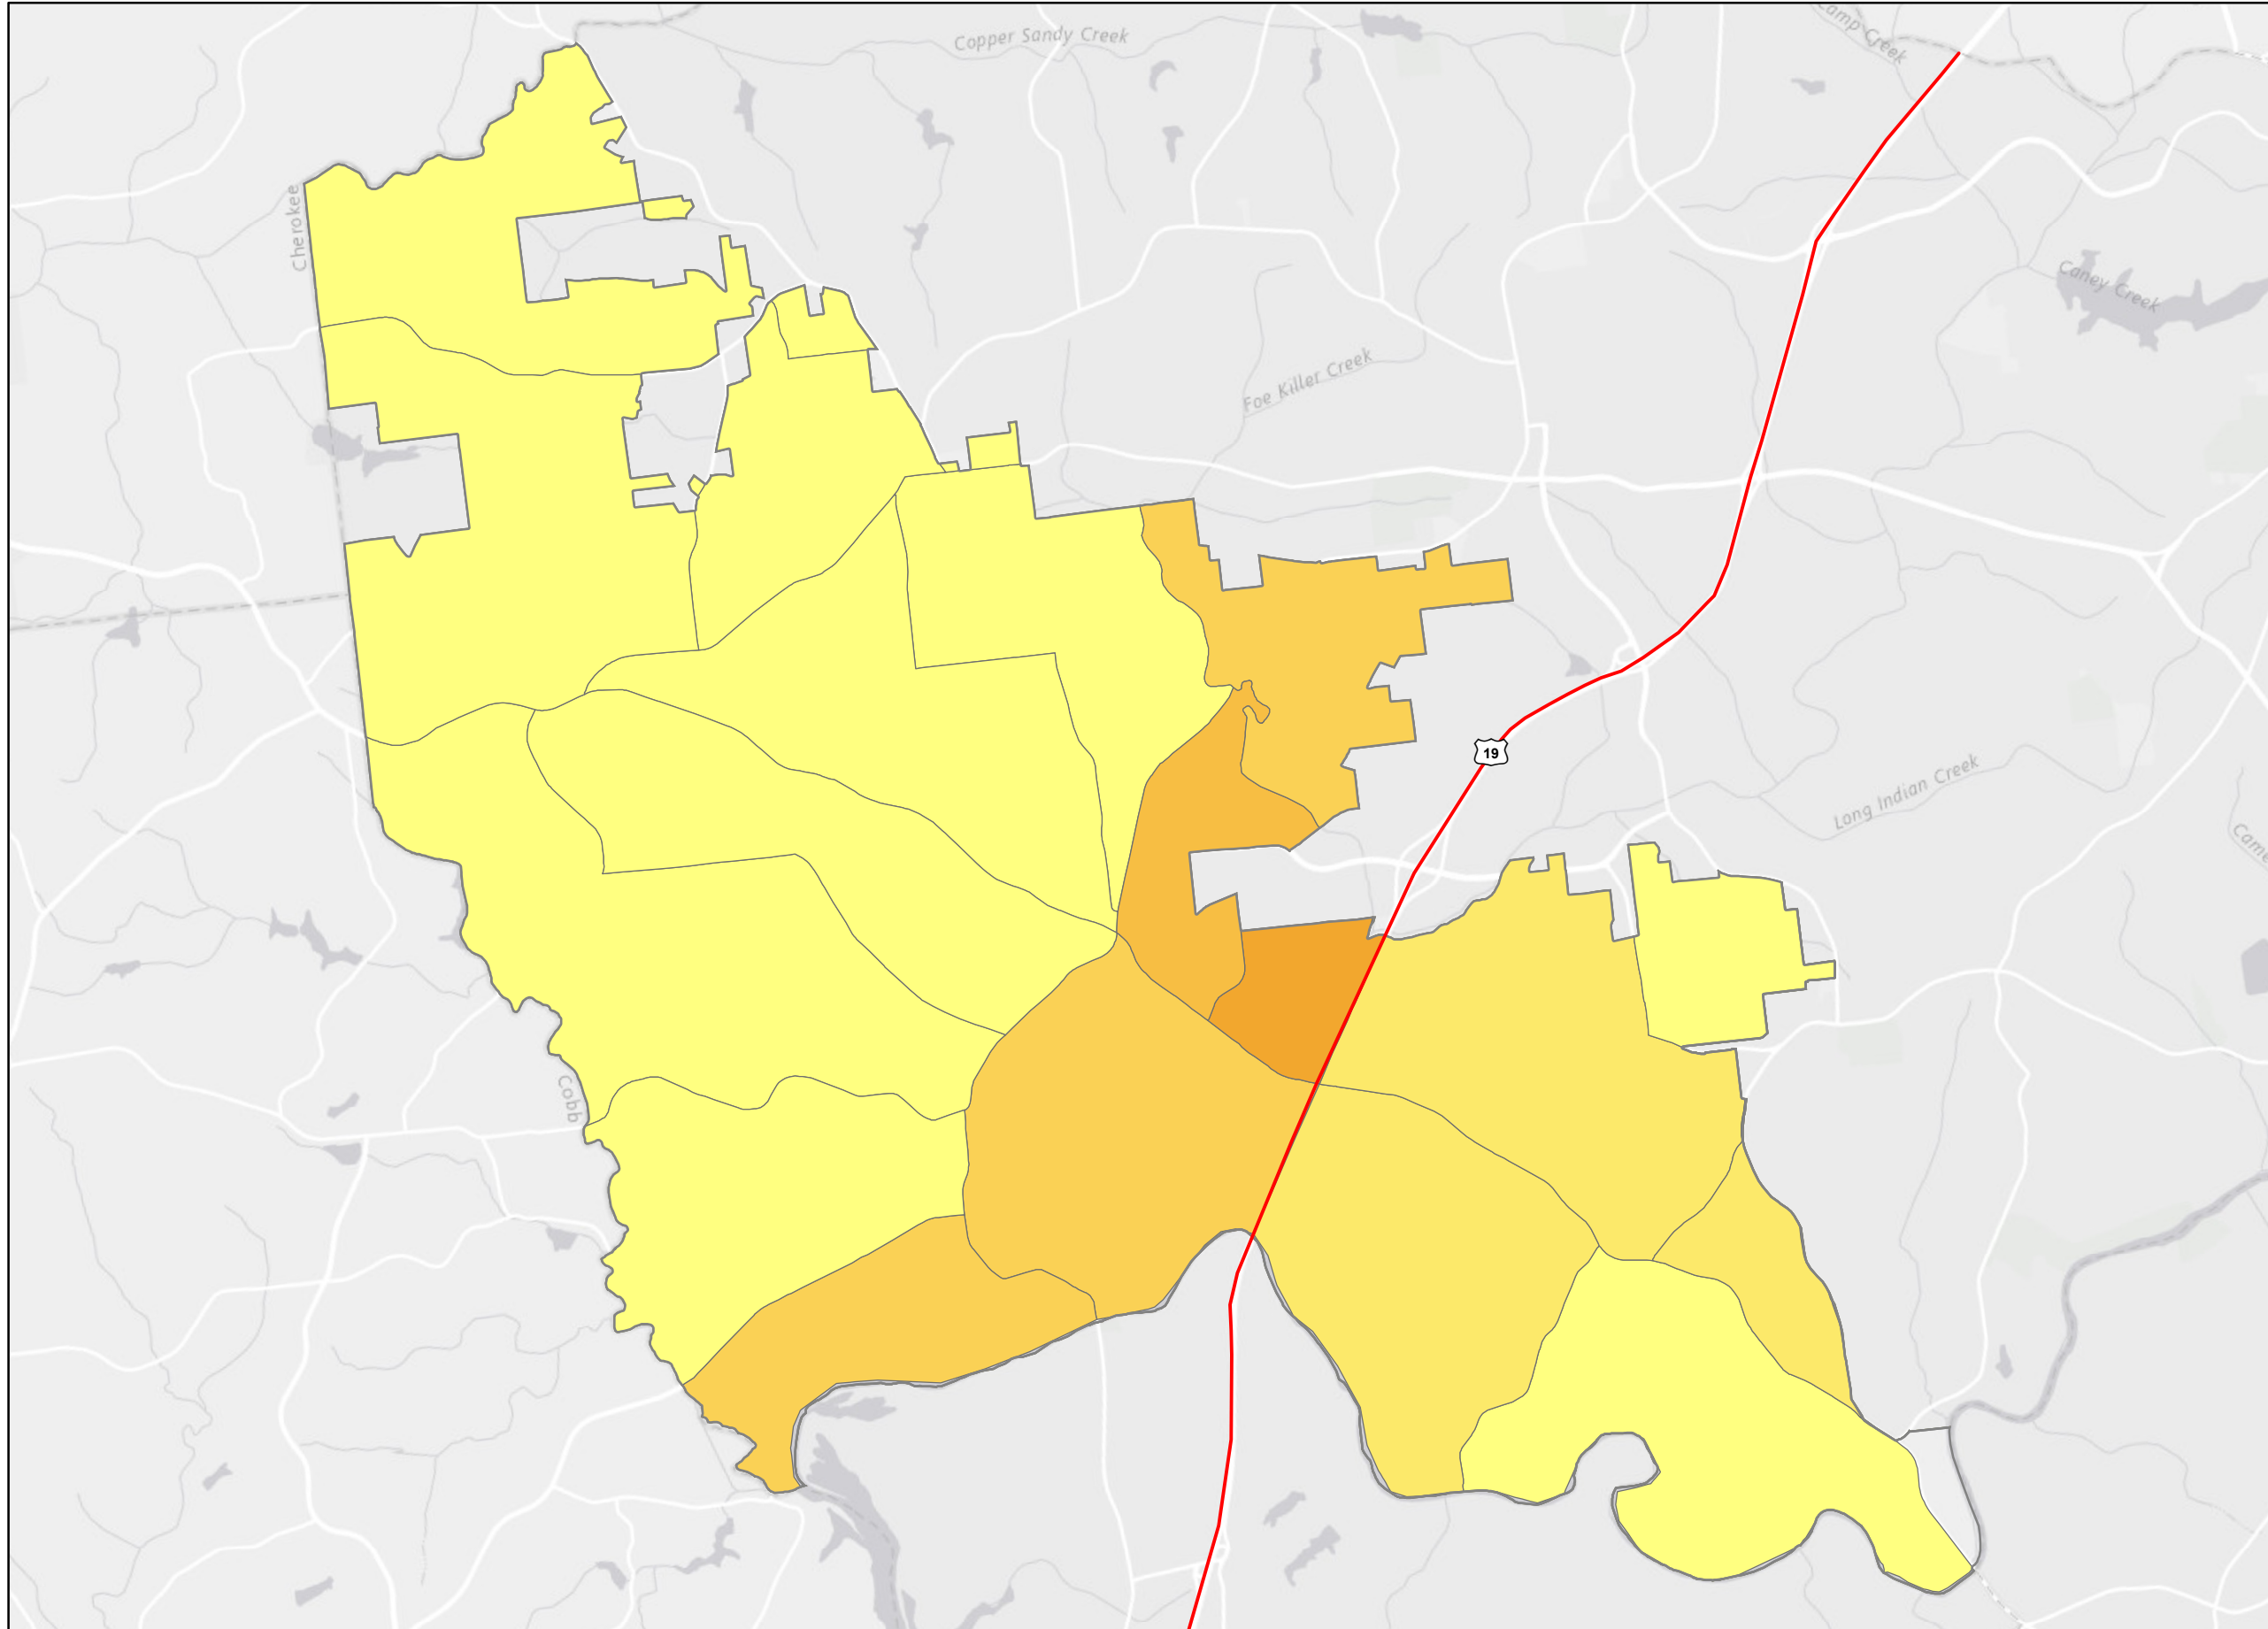 Copper Sandy Creek
Camp Creek
Cherokee
Caney Creek
Foe Killer Creek
19
Long Indian Creek
Cobb